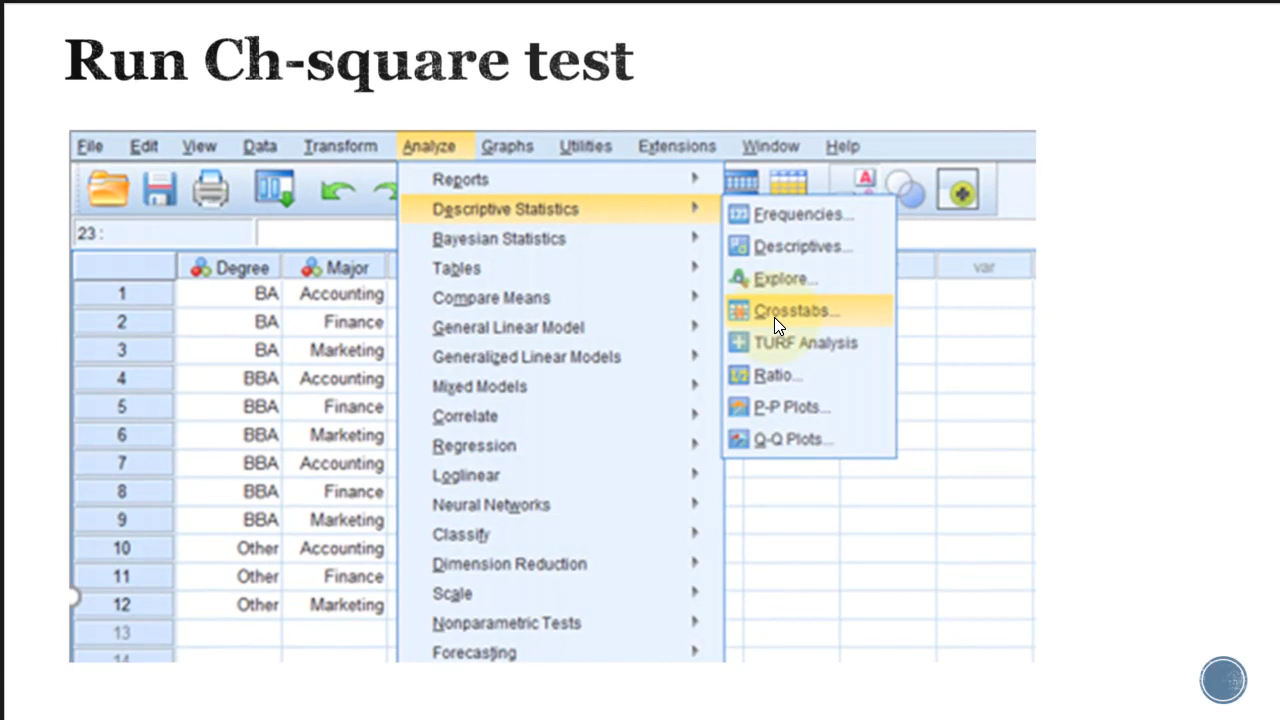 Run Ch-square test
File Edit View Data Transform Analyze Graphs Utilities Extensions Window Help
Reports
Descriptive Statistics
Bayesian Statistics
Tables
Compare Means
General Linear Model
Generalized Linear Models
Mixed Models
Correlate
Regression
Loglinear
Neural Networks
Classify
Dimension Reduction
Scale
Nonparametric Tests
Forecasting
Frequencies...
Descriptives...
Explore...
Crosstabs...
TURF Analysis
Ratio...
P-P Plots...
Q-Q Plots...
A
23 :
Degree Major var
1 BA Accounting
2 BA Finance
3 BA Marketing
4 BBA Accounting
5 BBA Finance
6 BBA Marketing
7 BBA Accounting
8 BBA Finance
9 BBA Marketing
10 Other Accounting
11 Other Finance
12 Other Marketing
13
14